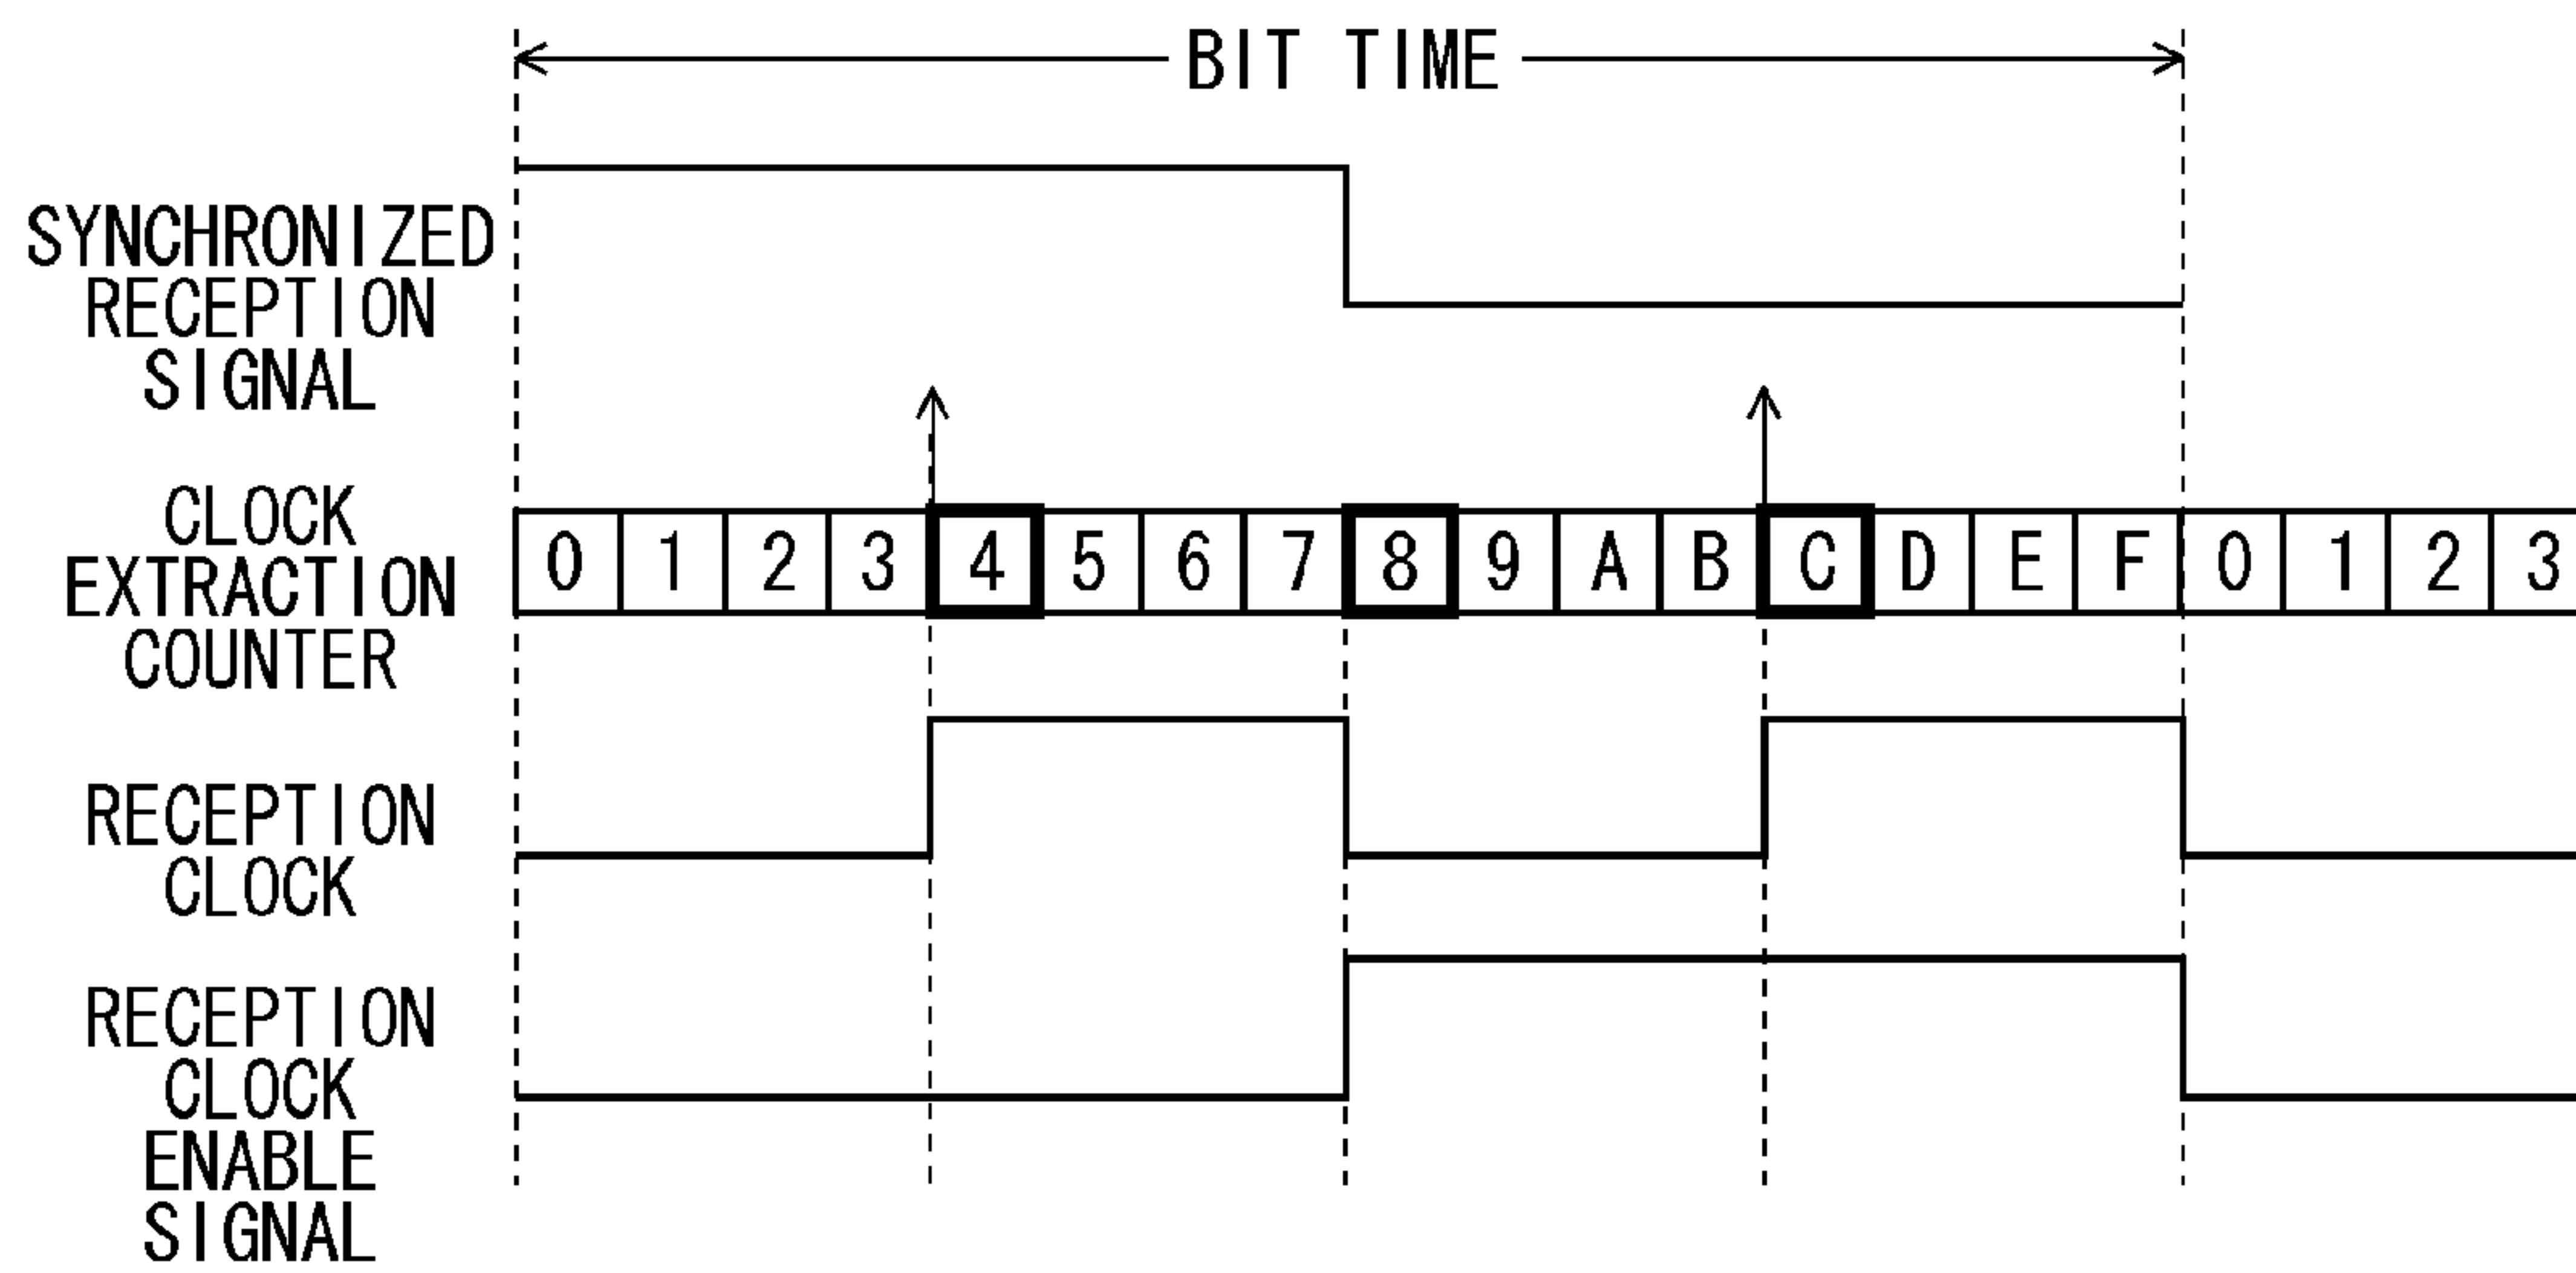 BIT TIME
SYNCHRONIZED
RECEPTION
SIGNAL
CLOCK
EXTRACTION
COUNTER
0 1 2 3 4 5 6 7 8 9 A B C D E F 0 1 2 3
RECEPTION
CLOCK
RECEPTION
CLOCK
ENABLE
SIGNAL